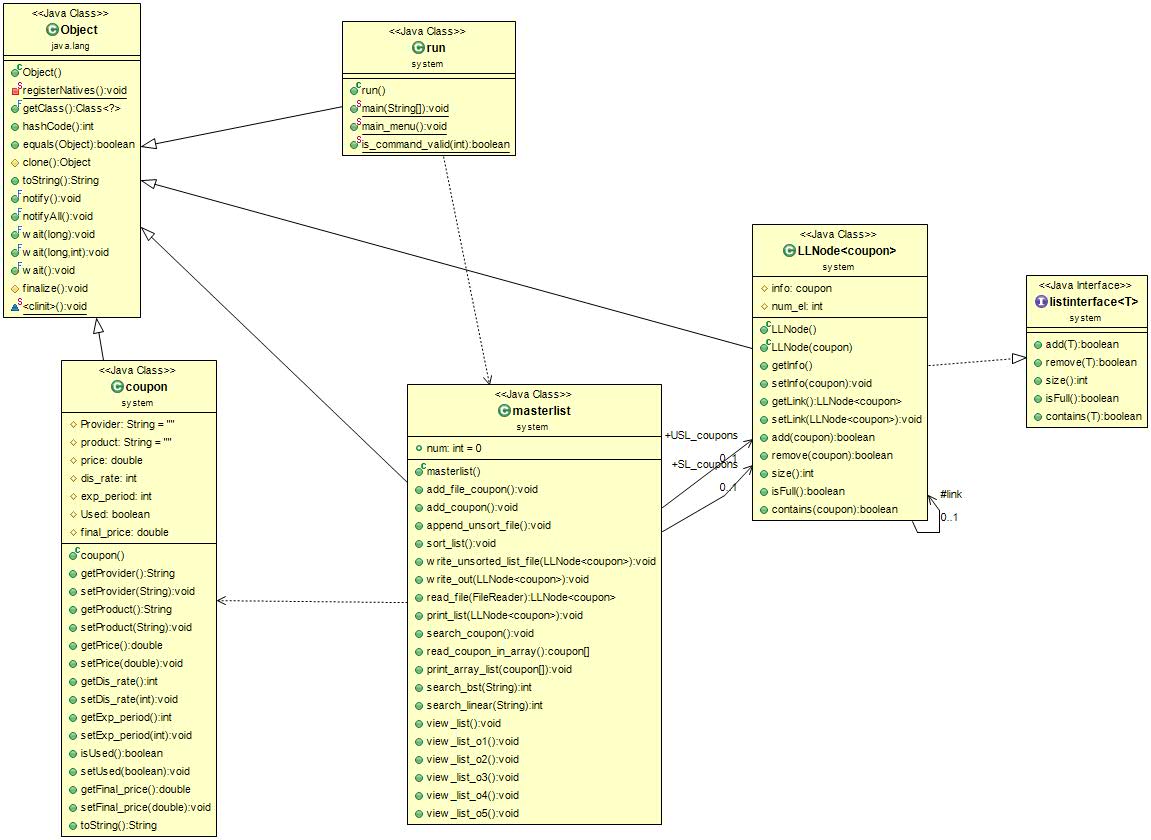 <<Java Class>>
Object
java.lang
Object()
registerNatives():void
getClass():Class<?>
hashCode():int
equals(Object):boolean
clone():Object
toString():String
notify():void
notifyAll():void
wait(long):void
wait(long,int):void
wait():void
finalize():void
<clinit>():void
<<Java Class>>
run
system
run()
main(String[]):void
main_menu():void
is_command_valid(int):boolean
<<Java Class>>
LLNode<coupon>
system
info: coupon
num_el: int
LLNode()
LLNode(coupon)
getInfo()
setInfo(coupon):void
getLink():LLNode<coupon>
setLink(LLNode<coupon>):void
add(coupon):boolean
remove(coupon):boolean
size():int
isFull():boolean
contains(coupon):boolean
<<Java Interface>>
listinterface<T>
system
add(T):boolean
remove(T):boolean
size():int
isFull():boolean
contains(T):boolean
<<Java Class>>
coupon
system
Provider: String = ""
product: String = ""
price: double
dis_rate: int
exp_period: int
Used: boolean
final_price: double
coupon()
getProvider():String
setProvider(String):void
getProduct():String
setProduct(String):void
getPrice():double
setPrice(double):void
getDis_rate():int
setDis_rate(int):void
getExp_period():int
setExp_period(int):void
isUsed():boolean
setUsed(boolean):void
getFinal_price():double
setFinal_price(double):void
toString():String
<<Java Class>>
masterlist
system
num: int = 0
masterlist()
add_file_coupon():void
add_coupon():void
append_unsort_file():void
sort_list():void
write_unsorted_list_file(LLNode<coupon>):void
write_out(LLNode<coupon>):void
read_file(FileReader):LLNode<coupon>
print_list(LLNode<coupon>):void
search_coupon():void
read_coupon_in_array():coupon[]
print_array_list(coupon[]):void
search_bst(String):int
search_linear(String):int
view_list():void
view_list_o1():void
view_list_o2():void
view_list_o3():void
view_list_o4():void
view_list_o5():void
+USL_coupons
0..1
+SL_coupons
0..1
#link
0..1